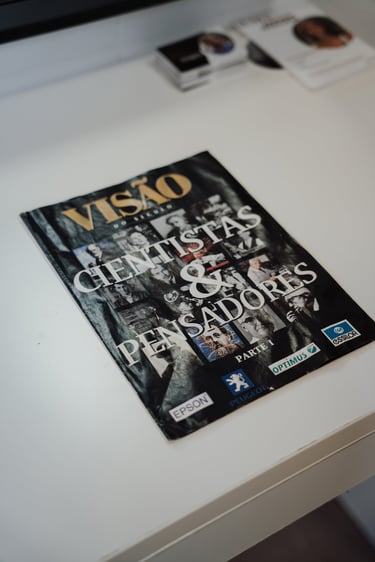 VISÃO
DO SÉCULO
CIENTISTAS
&
PENSADORES
PARTE I
EPSON
PEUGEOT
OPTIMUS